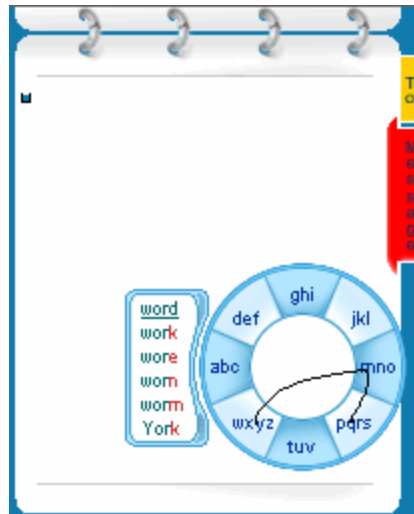 T
M
e
s
s
a
g
e
ghi
def jkl
abc mno
wxyz pqrs
tuv
word
work
wore
worn
worm
York